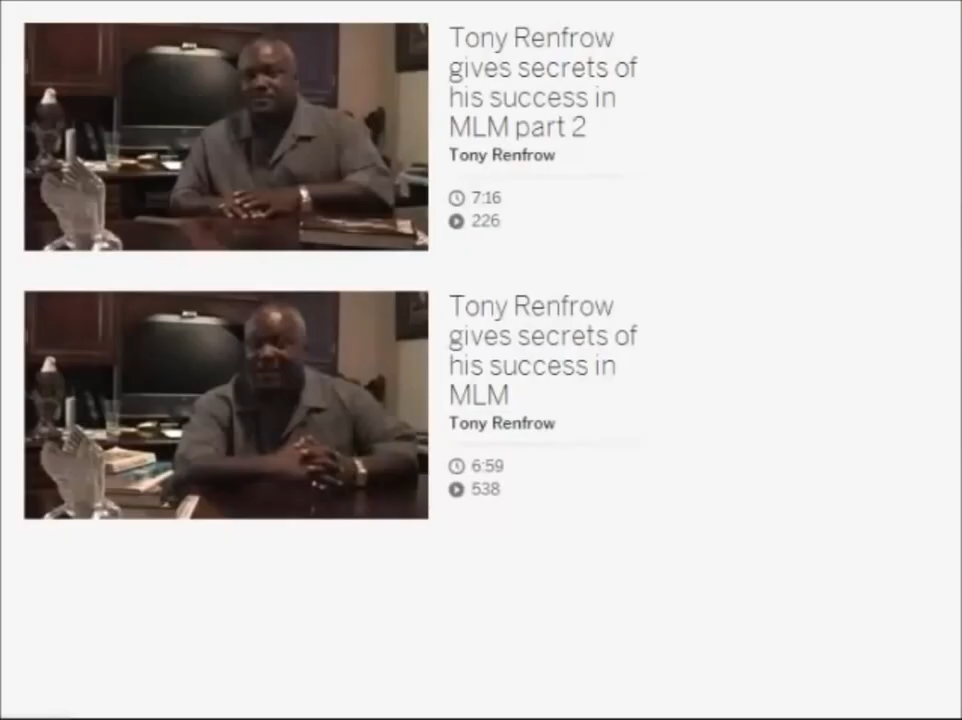 Tony Renfrow
gives secrets of
his success in
MLM part 2
Tony Renfrow
7:16
226
Tony Renfrow
gives secrets of
his success in
MLM
Tony Renfrow
6:59
538